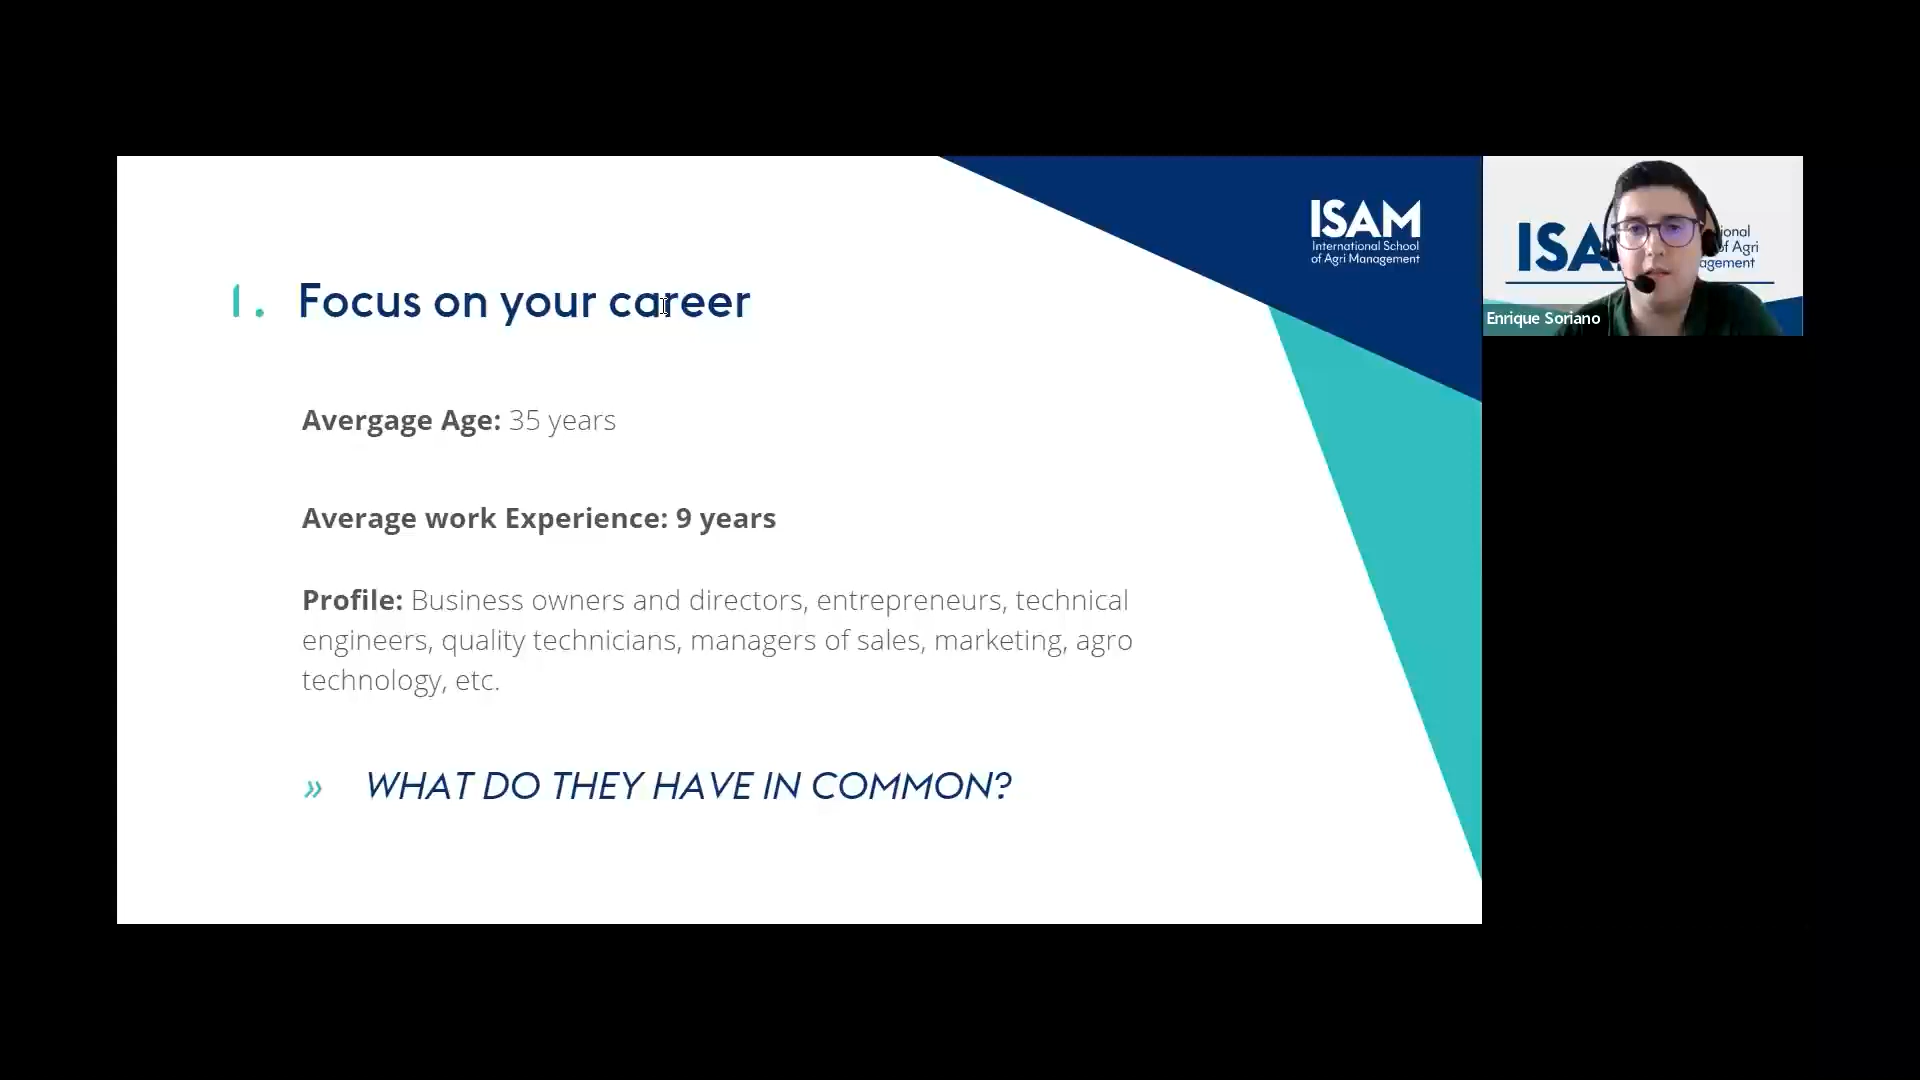 ISAM
International School
of Agri Management
1. Focus on your career
Avergage Age: 35 years
Average work Experience: 9 years
Profile: Business owners and directors, entrepreneurs, technical
engineers, quality technicians, managers of sales, marketing, agro
technology, etc.
» WHAT DO THEY HAVE IN COMMON?
ISA
ional
of Agri
agement
Enrique Soriano